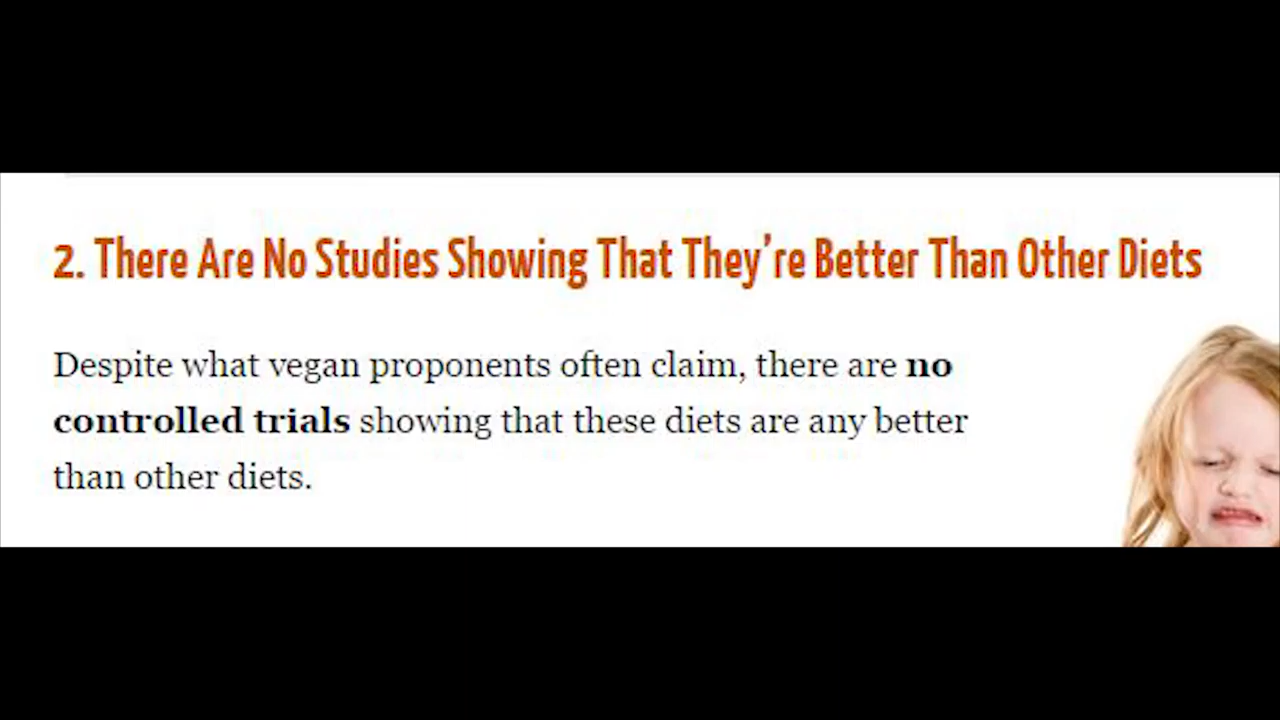 2. There Are No Studies Showing That They’re Better Than Other Diets
Despite what vegan proponents often claim, there are no
controlled trials showing that these diets are any better
than other diets.